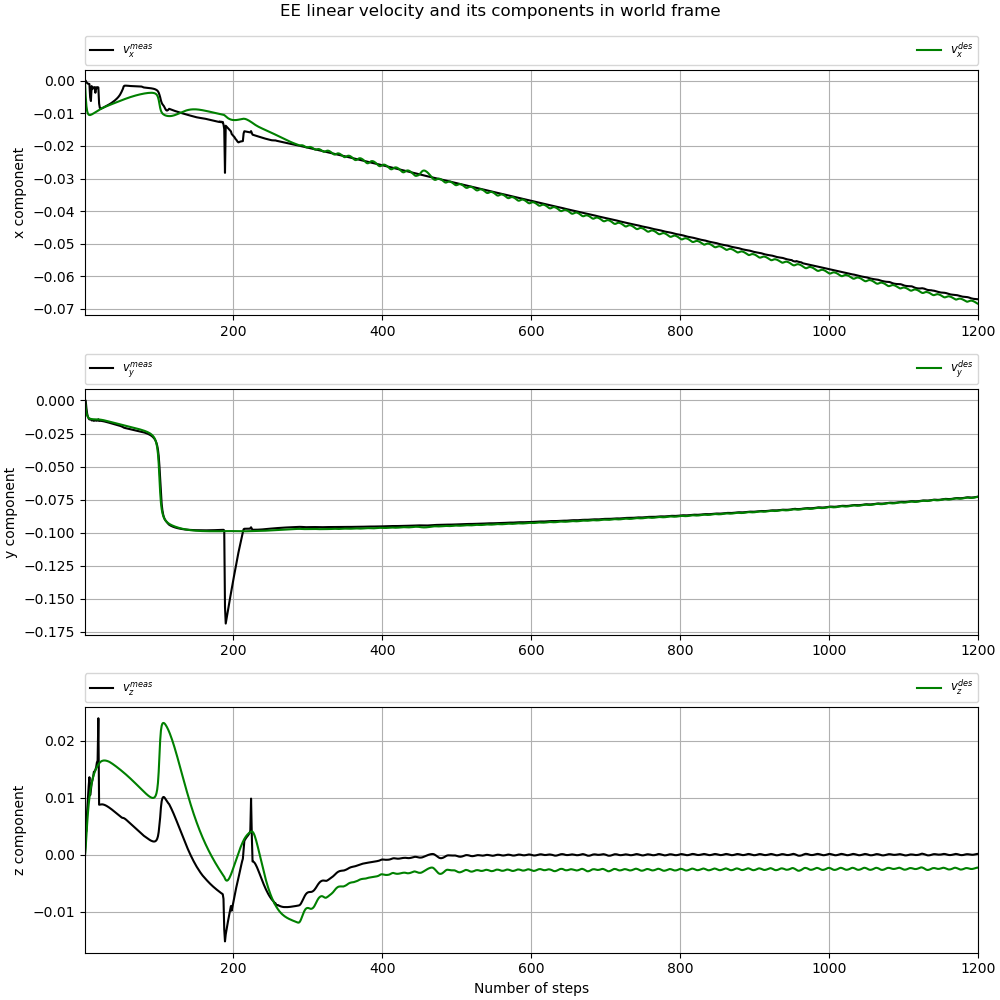 EE linear velocity and its components in world frame
v_x^meas v_x^des
0.00
−0.01
−0.02
−0.03
−0.04
−0.05
−0.06
−0.07
x component
200 400 600 800 1000 1200
v_y^meas v_y^des
0.000
−0.025
−0.050
−0.075
−0.100
−0.125
−0.150
−0.175
y component
200 400 600 800 1000 1200
v_z^meas v_z^des
0.02
0.01
0.00
−0.01
z component
200 400 600 800 1000 1200
Number of steps